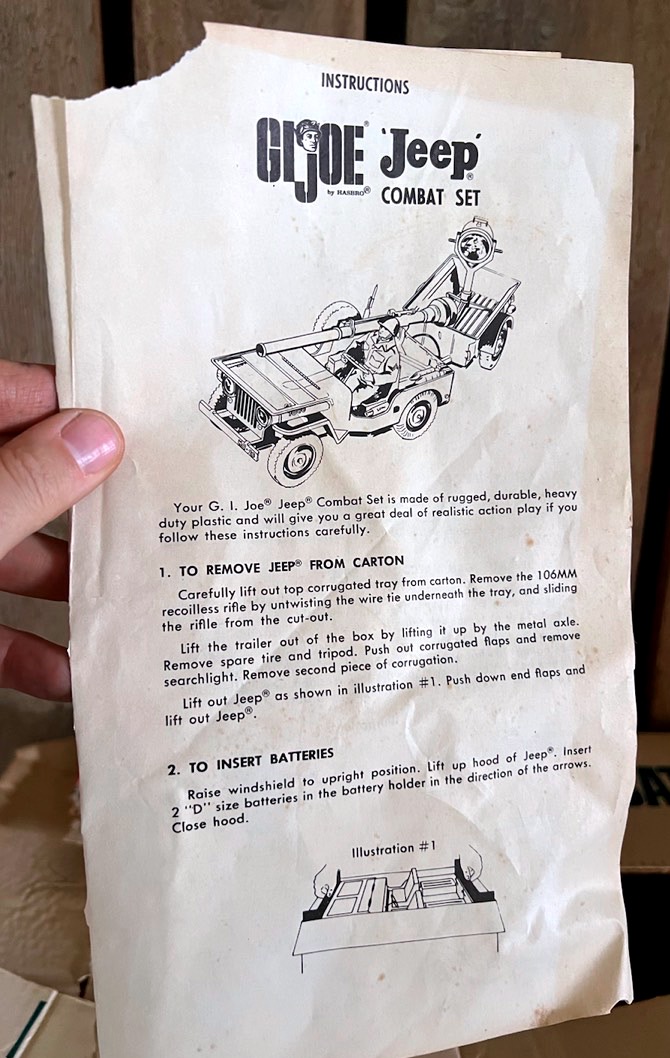 INSTRUCTIONS
GIJOE® 'Jeep'®
by HASBRO® COMBAT SET
Your G. I. Joe® Jeep® Combat Set is made of rugged, durable, heavy
duty plastic and will give you a great deal of realistic action play if you
follow these instructions carefully.
1. TO REMOVE JEEP® FROM CARTON
Carefully lift out top corrugated tray from carton. Remove the 106MM
recoilless rifle by untwisting the wire tie underneath the tray, and sliding
the riflle from the cut-out.
Lift the trailer out of the box by lifting it up by the metal axle.
Remove spare tire and tripod. Push out corrugated flaps and remove
searchlight. Remove second piece of corrugation.
Lift out Jeep® as shown in illustration #1. Push down end flaps and
lift out Jeep®.
2. TO INSERT BATTERIES
Raise windshield to upright position. Lift up hood of Jeep®. Insert
2 "D" size batteries in the battery holder in the direction of the arrows.
Close hood.
Illustration #1